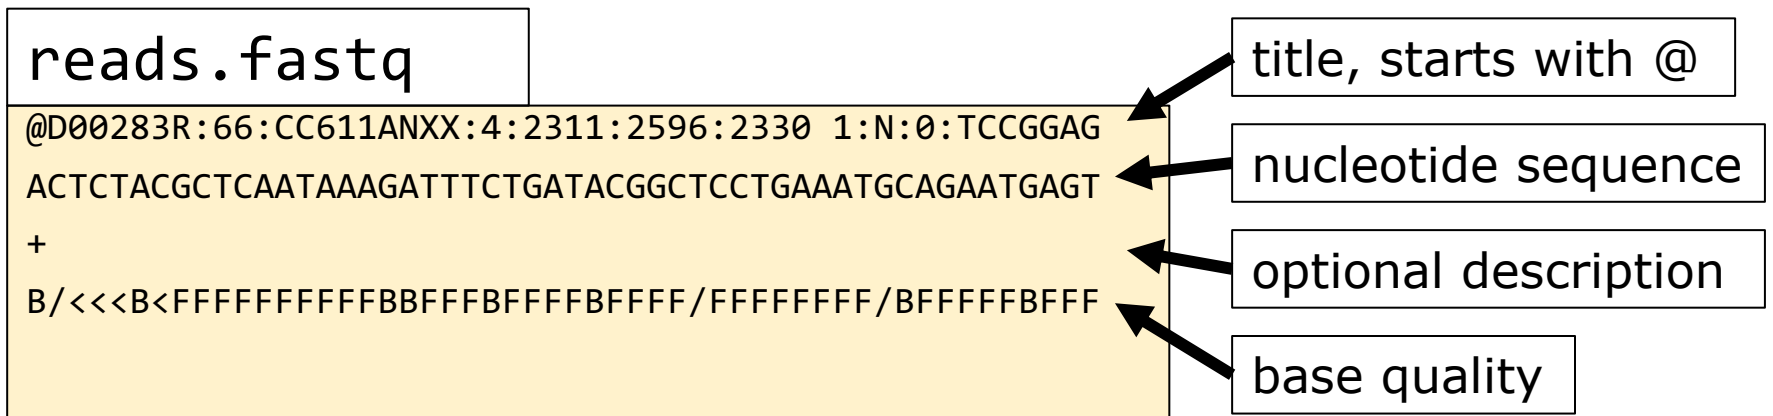 reads.fastq
@D00283R:66:CC611ANXX:4:2311:2596:2330 1:N:0:TCCGGAG
ACTCTACGCTCAATAAAGATTTCTGATACGGCTCCTGAAATGCAGAATGAGT
+
B/<<<B<FFFFFFFFFFFBBFFFBFFFFBFFFF/FFFFFFFF/BFFFFFBFFF
title, starts with @
nucleotide sequence
optional description
base quality